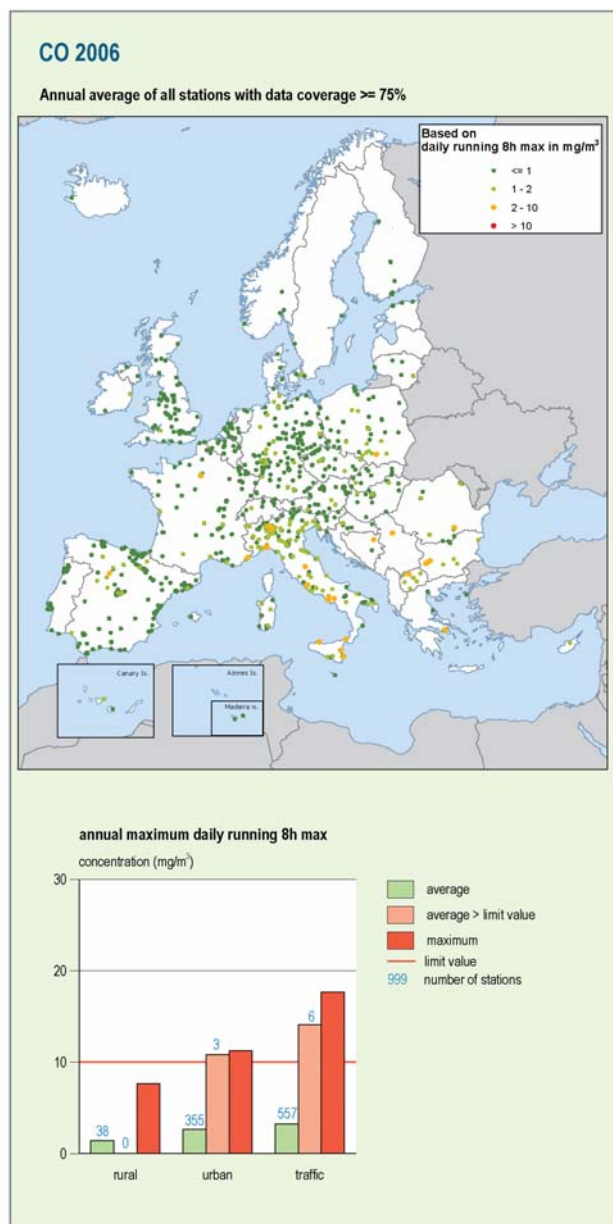 CO 2006
Annual average of all stations with data coverage >= 75%
Based on
daily running 8h max in mg/m³
<= 1
1 - 2
2 - 10
> 10
Canary Is.
Azores Is.
Madeira is.
annual maximum daily running 8h max
concentration (mg/m³)
30
20
10
0
38
0
355
3
557
6
rural
urban
traffic
average
average > limit value
maximum
limit value
999 number of stations